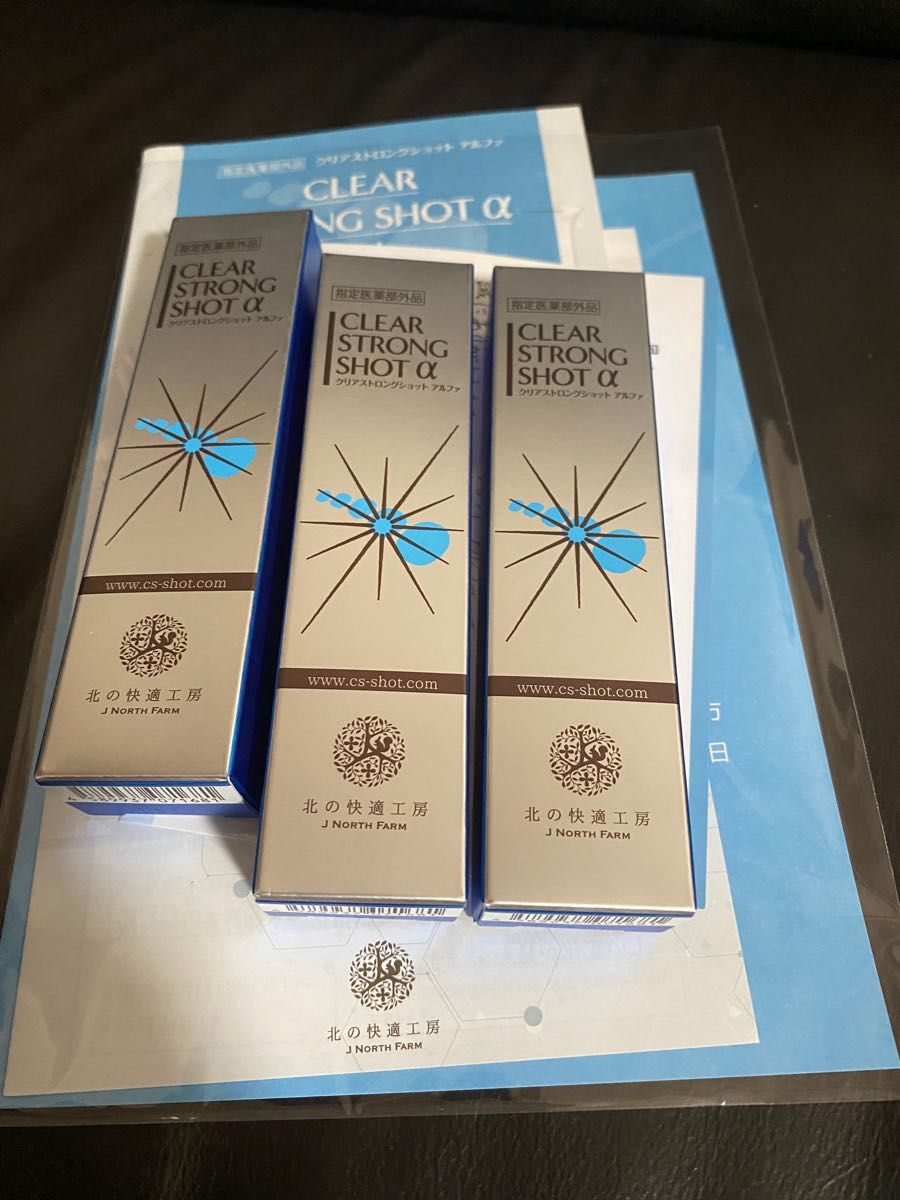 指定医薬部外品 クリアストロングショット アルファ
CLEAR
NG SHOT α
指定医薬部外品
CLEAR
STRONG
SHOT α
クリアストロングショット アルファ
www.cs-shot.com
北の快適工房
J NORTH FARM
指定医薬部外品
CLEAR
STRONG
SHOT α
クリアストロングショット アルファ
www.cs-shot.com
北の快適工房
J NORTH FARM
指定医薬部外品
CLEAR
STRONG
SHOT α
クリアストロングショット アルファ
www.cs-shot.com
北の快適工房
J NORTH FARM
日
北の快適工房
J NORTH FARM